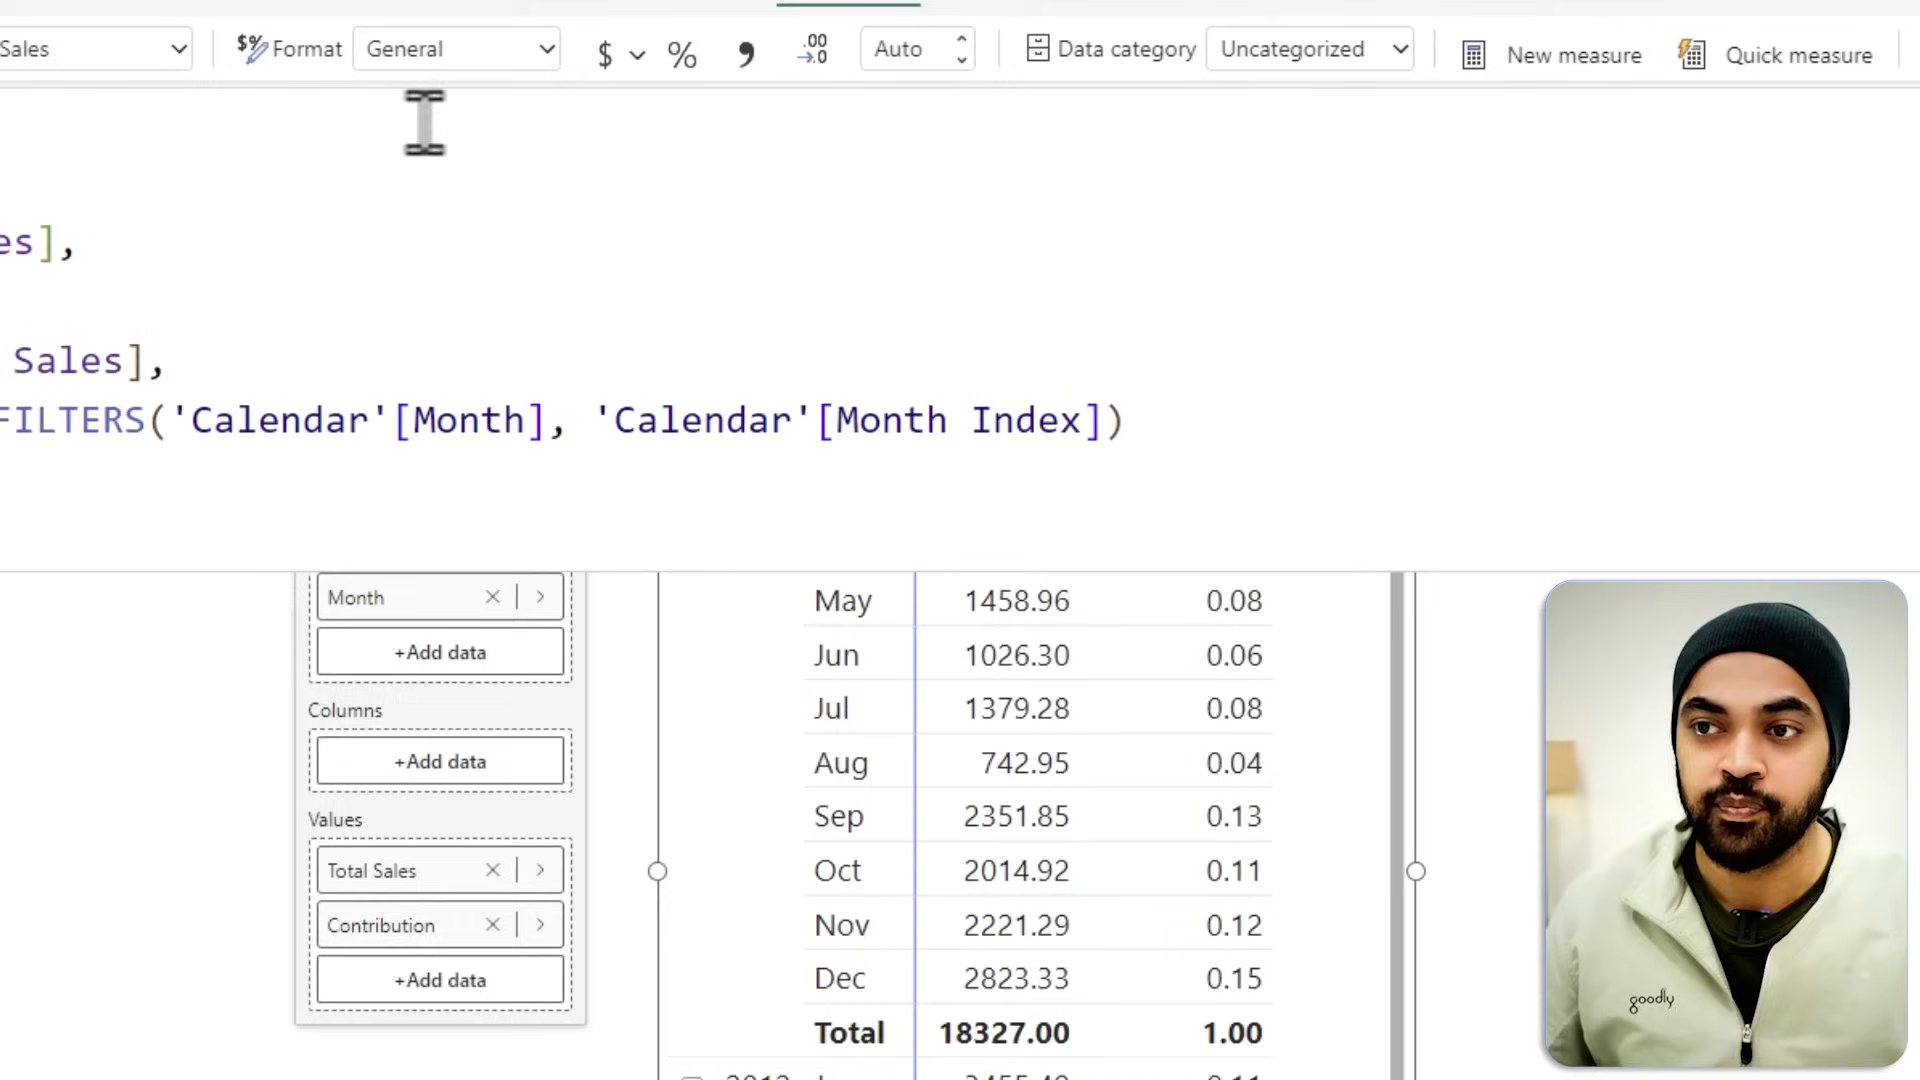 Sales Format General $ % .00 Auto Data category Uncategorized New measure Quick measure
es],
Sales],
FILTERS('Calendar'[Month], 'Calendar'[Month Index])
Month
+Add data
Columns
+Add data
Values
Total Sales
Contribution
+Add data
May 1458.96 0.08
Jun 1026.30 0.06
Jul 1379.28 0.08
Aug 742.95 0.04
Sep 2351.85 0.13
Oct 2014.92 0.11
Nov 2221.29 0.12
Dec 2823.33 0.15
Total 18327.00 1.00
goodly